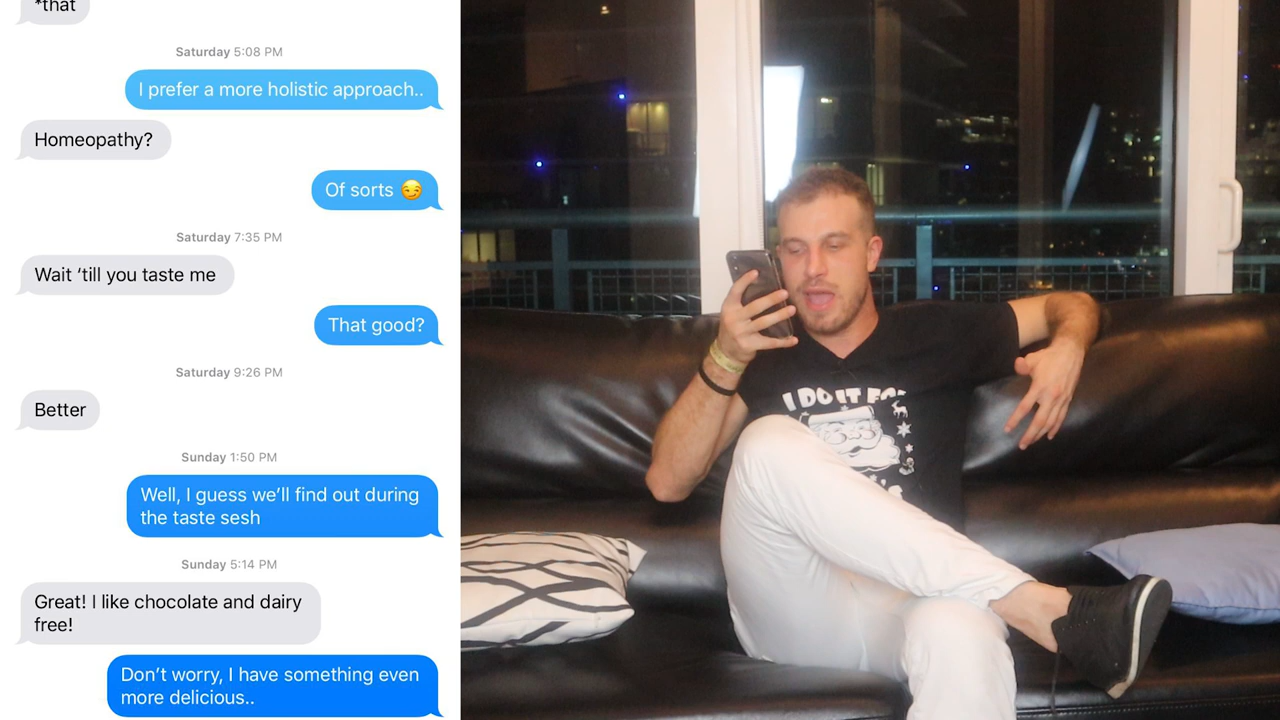 *that
Saturday 5:08 PM
I prefer a more holistic approach..
Homeopathy?
Of sorts 😏
Saturday 7:35 PM
Wait ‘till you taste me
That good?
Saturday 9:26 PM
Better
Sunday 1:50 PM
Well, I guess we’ll find out during
the taste sesh
Sunday 5:14 PM
Great! I like chocolate and dairy
free!
Don’t worry, I have something even
more delicious..
I DO IT FOR